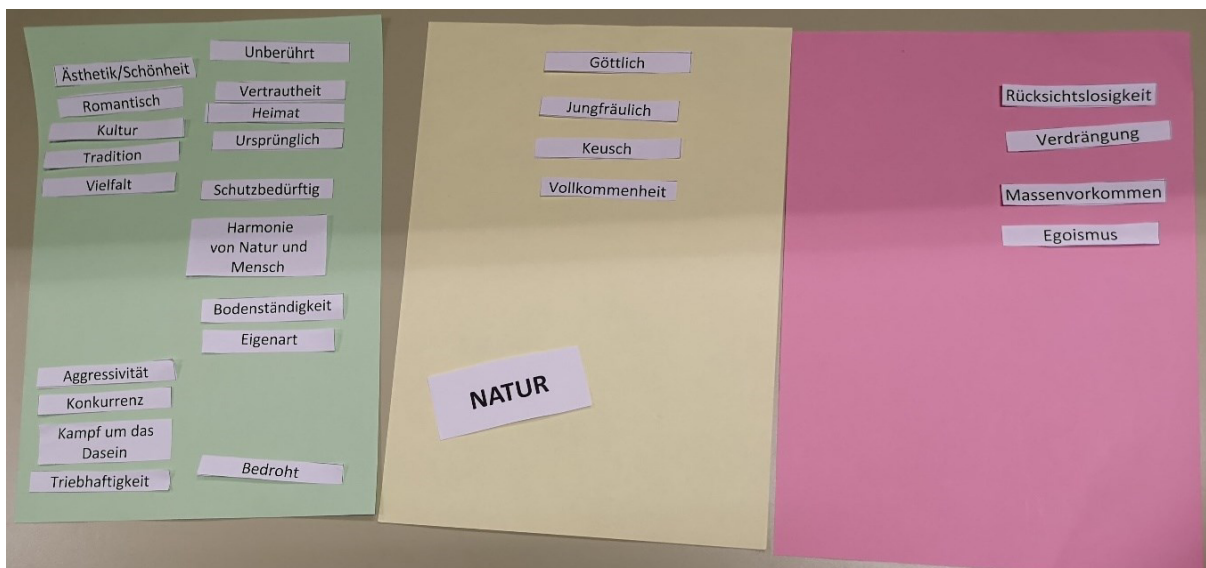 Ästhetik/Schönheit
Romantisch
Kultur
Tradition
Vielfalt
Aggressivität
Konkurrenz
Kampf um das
Dasein
Triebhaftigkeit
Unberührt
Vertrautheit
Heimat
Ursprünglich
Schutzbedürftig
Harmonie
von Natur und
Mensch
Bodenständigkeit
Eigenart
Bedroht
Göttlich
Jungfräulich
Keusch
Vollkommenheit
NATUR
Rücksichtslosigkeit
Verdrängung
Massenvorkommen
Egoismus